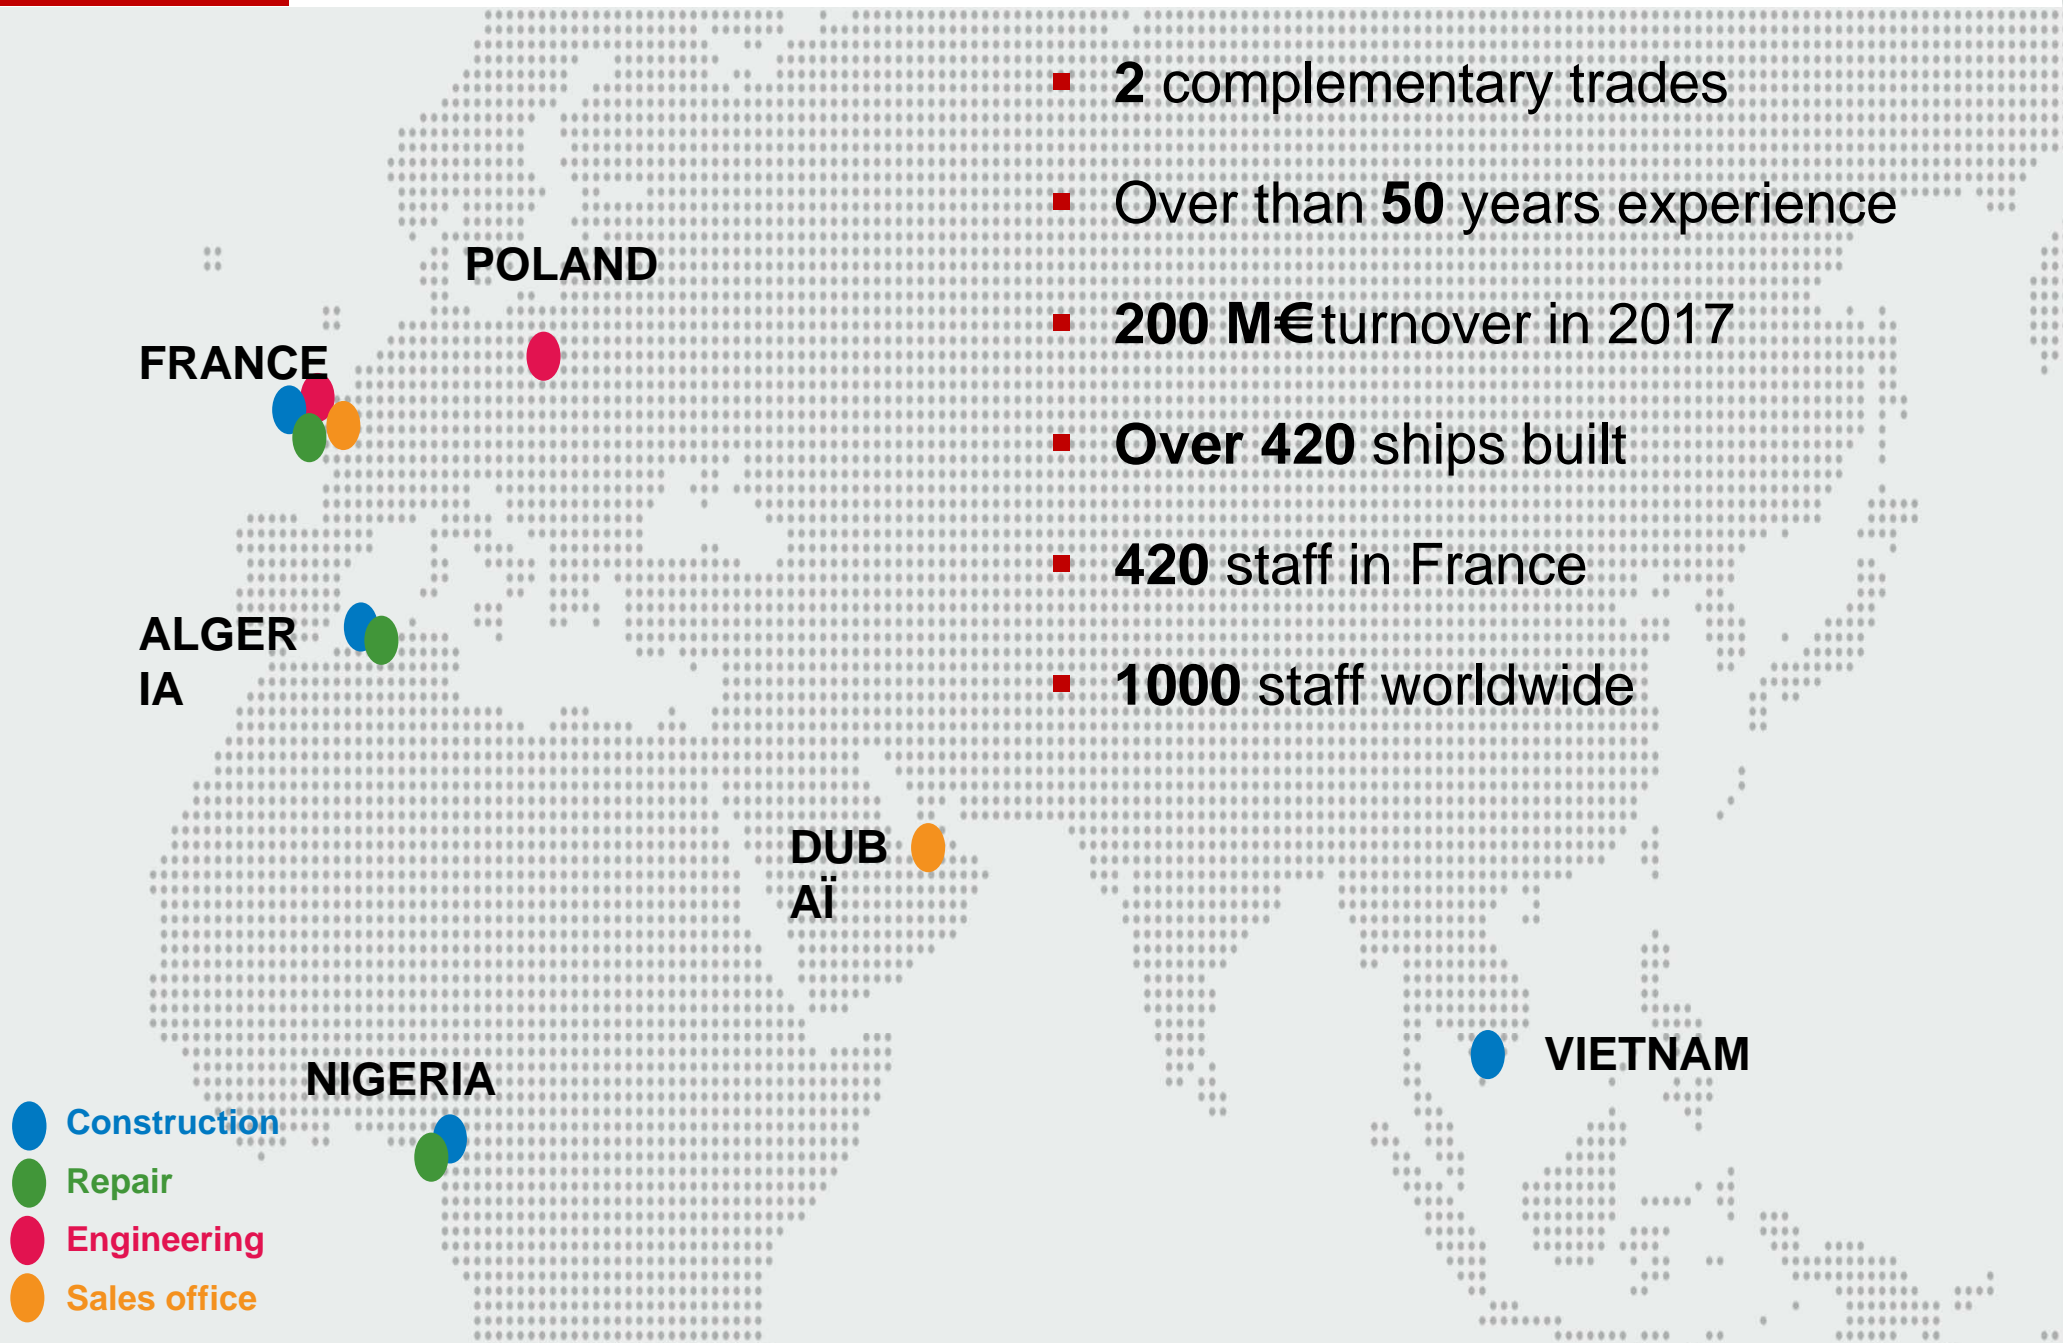 2 complementary trades
Over than 50 years experience
200 M€ turnover in 2017
Over 420 ships built
420 staff in France
1000 staff worldwide
POLAND
FRANCE
ALGER
IA
DUB
AÏ
NIGERIA
VIETNAM
Construction
Repair
Engineering
Sales office